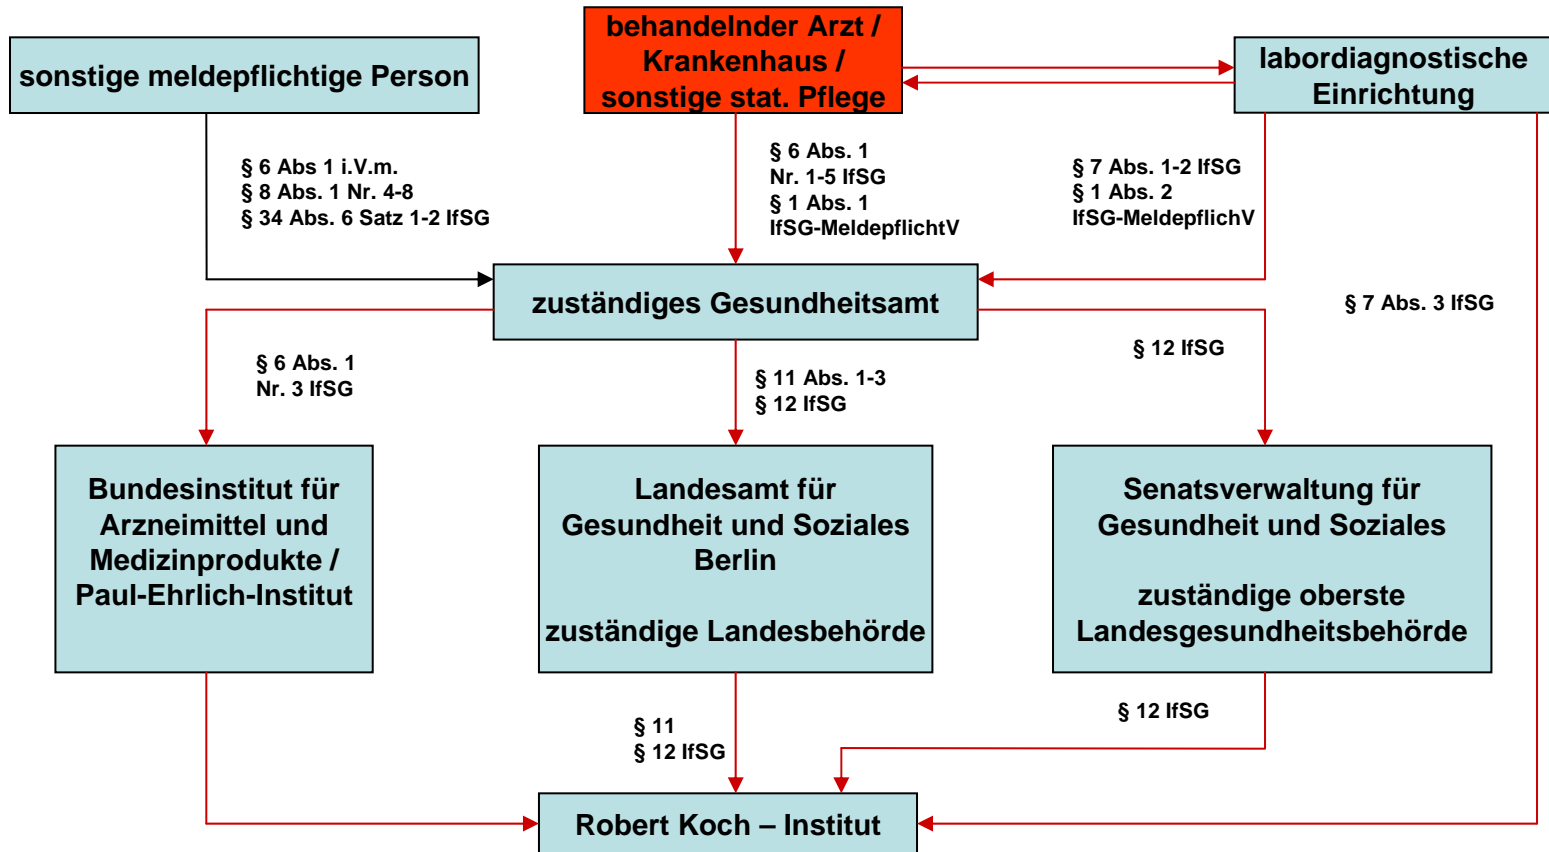 sonstige meldepflichtige Person
behandelnder Arzt /
Krankenhaus /
sonstige stat. Pflege
labordiagnostische
Einrichtung
§ 6 Abs 1 i.V.m.
§ 8 Abs. 1 Nr. 4-8
§ 34 Abs. 6 Satz 1-2 IfSG
§ 6 Abs. 1
Nr. 1-5 IfSG
§ 1 Abs. 1
IfSG-MeldepflichtV
§ 7 Abs. 1-2 IfSG
§ 1 Abs. 2
IfSG-MeldepflichV
zuständiges Gesundheitsamt
§ 7 Abs. 3 IfSG
§ 6 Abs. 1
Nr. 3 IfSG
§ 11 Abs. 1-3
§ 12 IfSG
§ 12 IfSG
Bundesinstitut für
Arzneimittel und
Medizinprodukte /
Paul-Ehrlich-Institut
Landesamt für
Gesundheit und Soziales
Berlin
zuständige Landesbehörde
Senatsverwaltung für
Gesundheit und Soziales
zuständige oberste
Landesgesundheitsbehörde
§ 11
§ 12 IfSG
§ 12 IfSG
Robert Koch – Institut